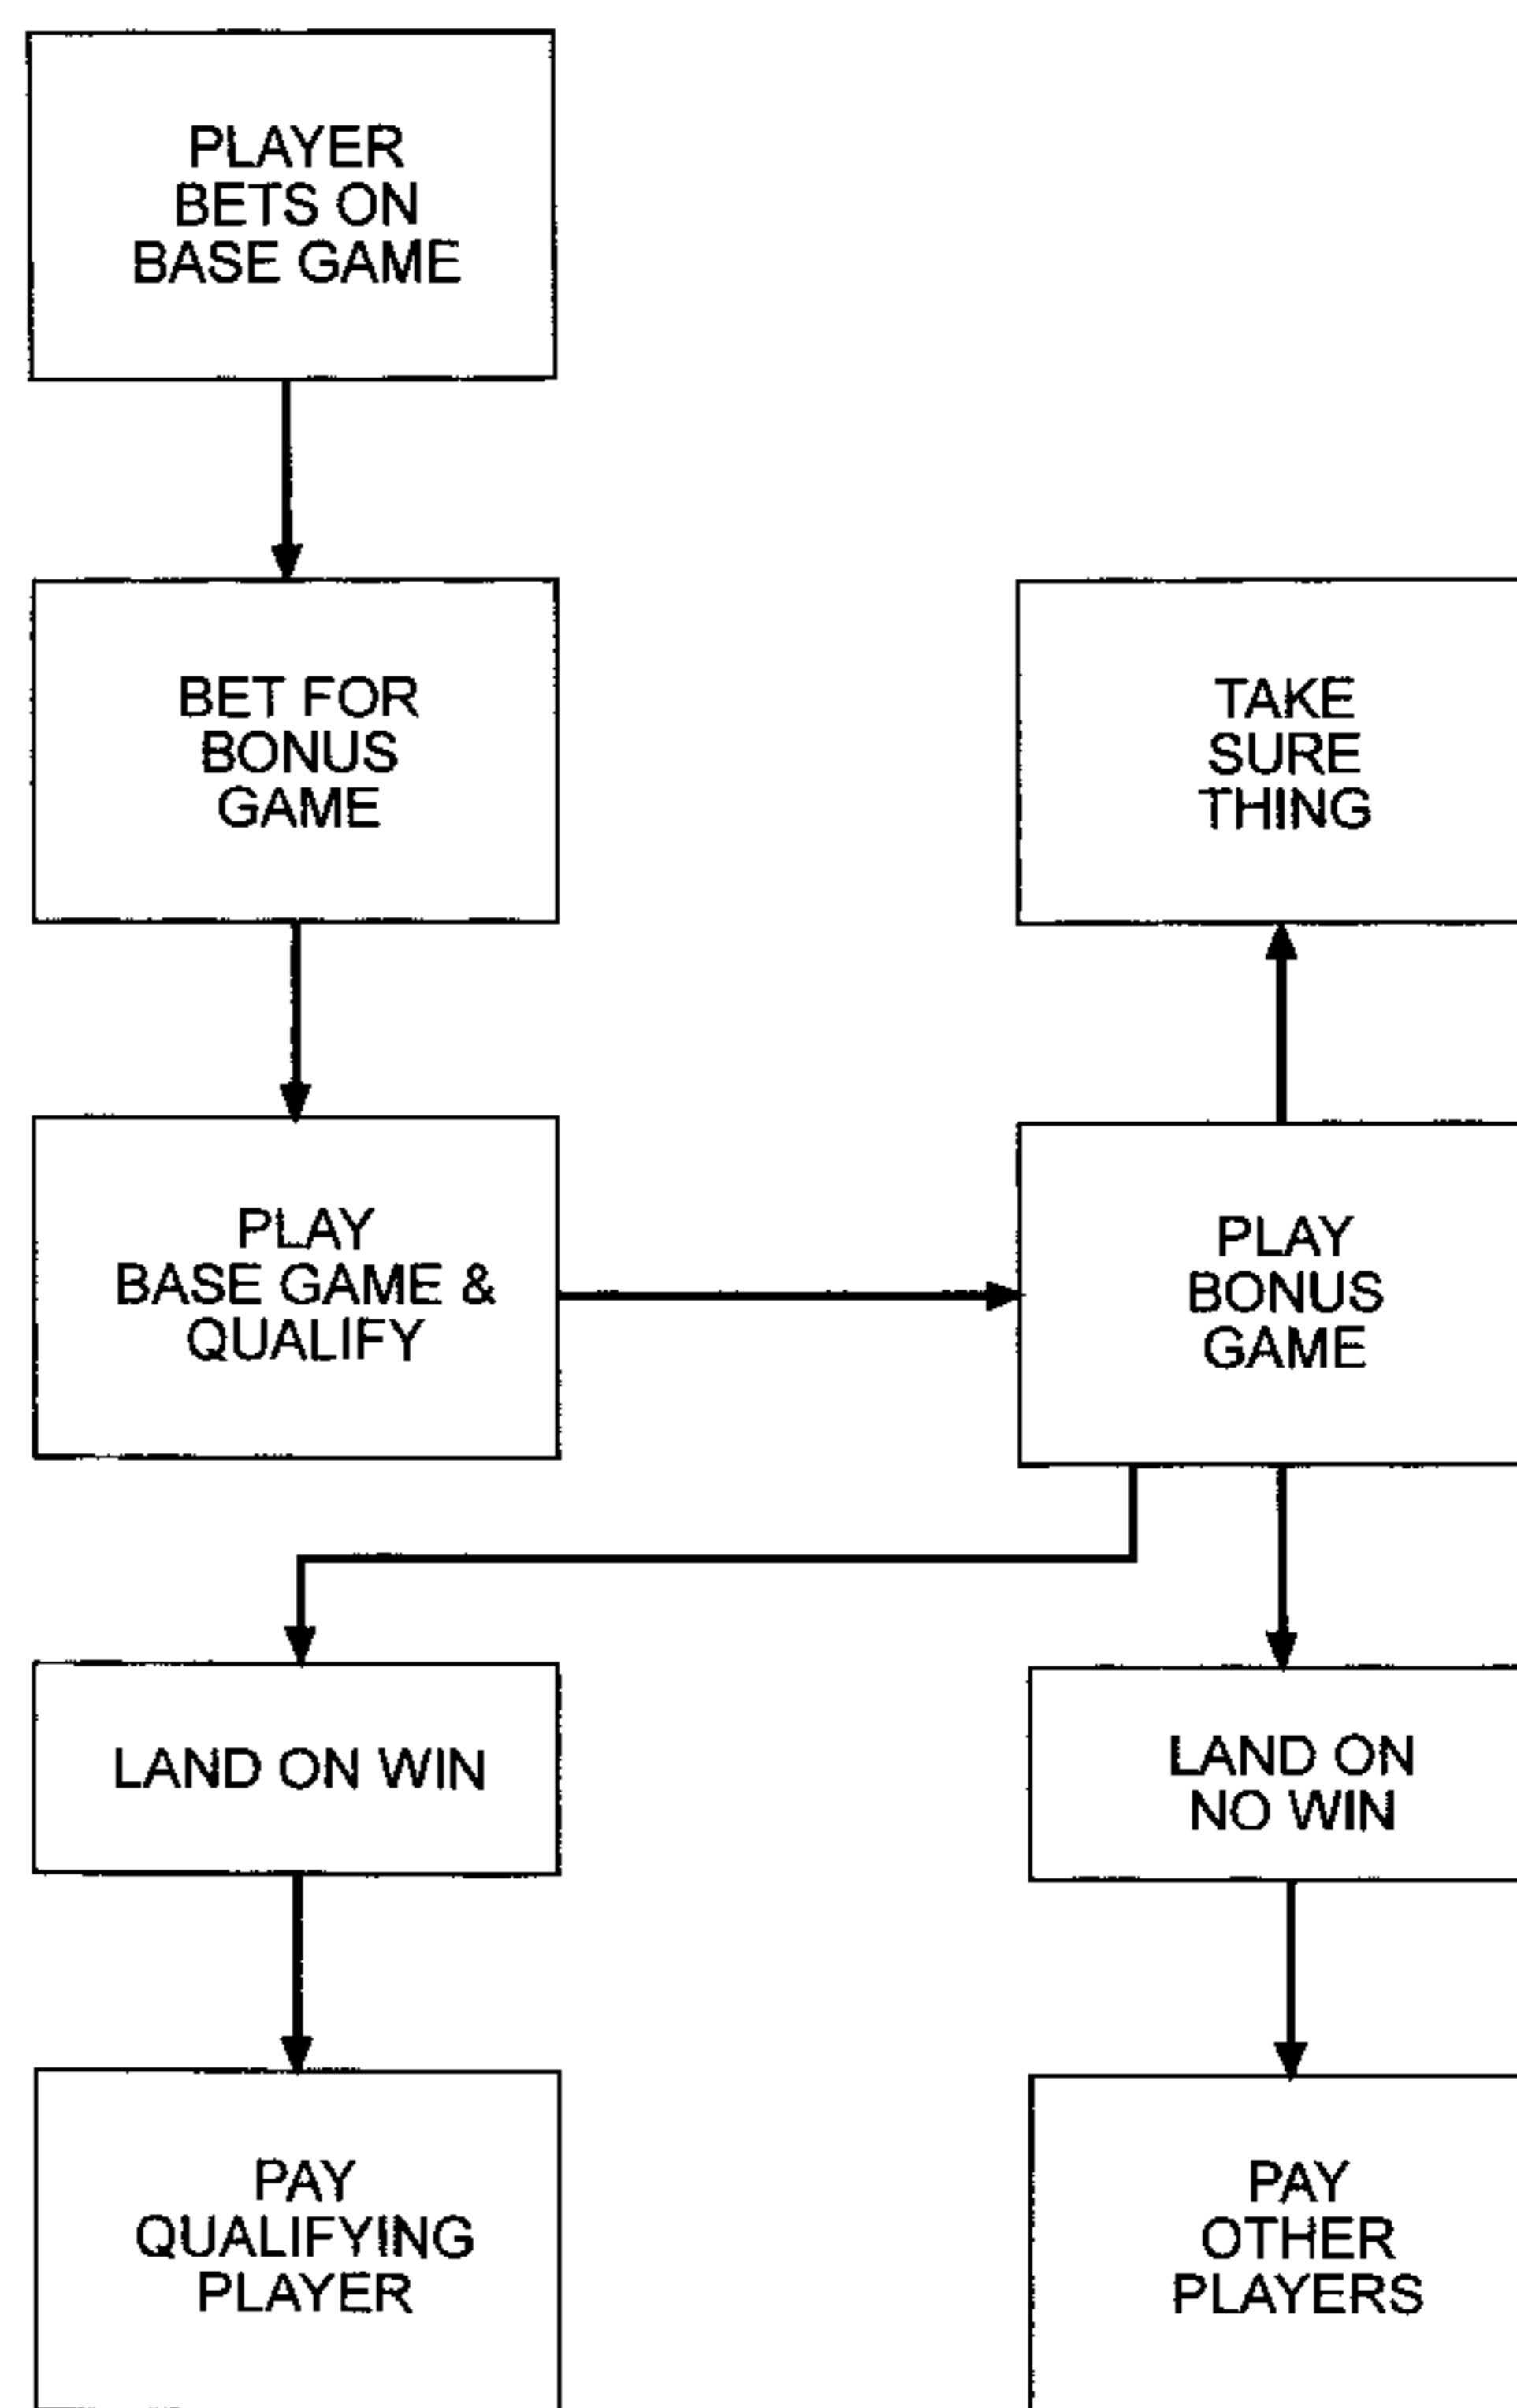 PLAYER
BETS ON
BASE GAME
BET FOR
BONUS
GAME
TAKE
SURE
THING
PLAY
BASE GAME &
QUALIFY
PLAY
BONUS
GAME
LAND ON WIN
LAND ON
NO WIN
PAY
QUALIFYING
PLAYER
PAY
OTHER
PLAYERS